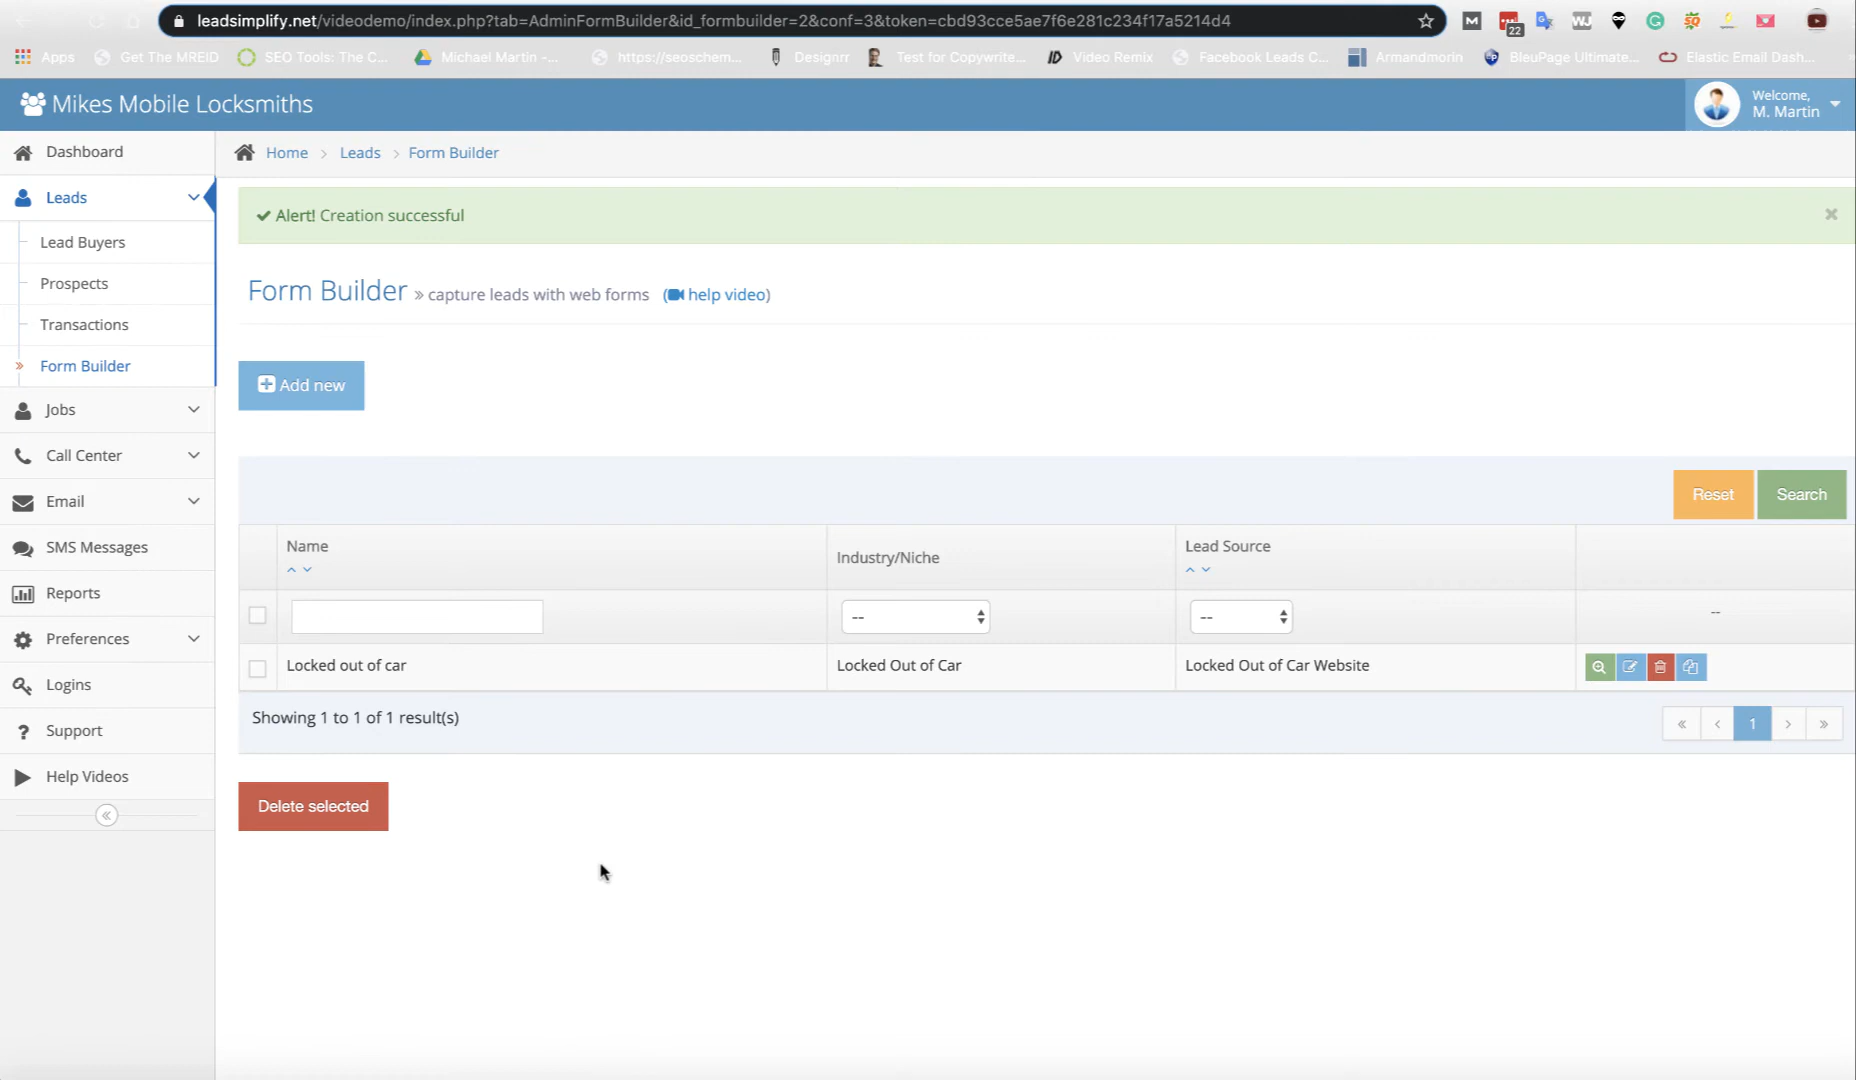 leadsimplify.net/videodemo/index.php?tab=AdminFormBuilder&id_formbuilder=2&conf=3&token=cbd93cce5ae7f6e281c234f17a5214d4
22
Apps Get The MREID SEO Tools: The C... Michael Martin -... https://seoschem... Designrr Test for Copywrite... Video Remix Facebook Leads C... Armandmorin BleuPage Ultimate... Elastic Email Dash...
Mikes Mobile Locksmiths
Welcome,
M. Martin
Dashboard
Leads
Lead Buyers
Prospects
Transactions
Form Builder
Jobs
Call Center
Email
SMS Messages
Reports
Preferences
Logins
Support
Help Videos
Home > Leads > Form Builder
Alert! Creation successful
Form Builder » capture leads with web forms (help video)
Add new
Reset Search
Name Industry/Niche Lead Source
-- -- --
Locked out of car Locked Out of Car Locked Out of Car Website
Showing 1 to 1 of 1 result(s)
« ‹ 1 › »
Delete selected